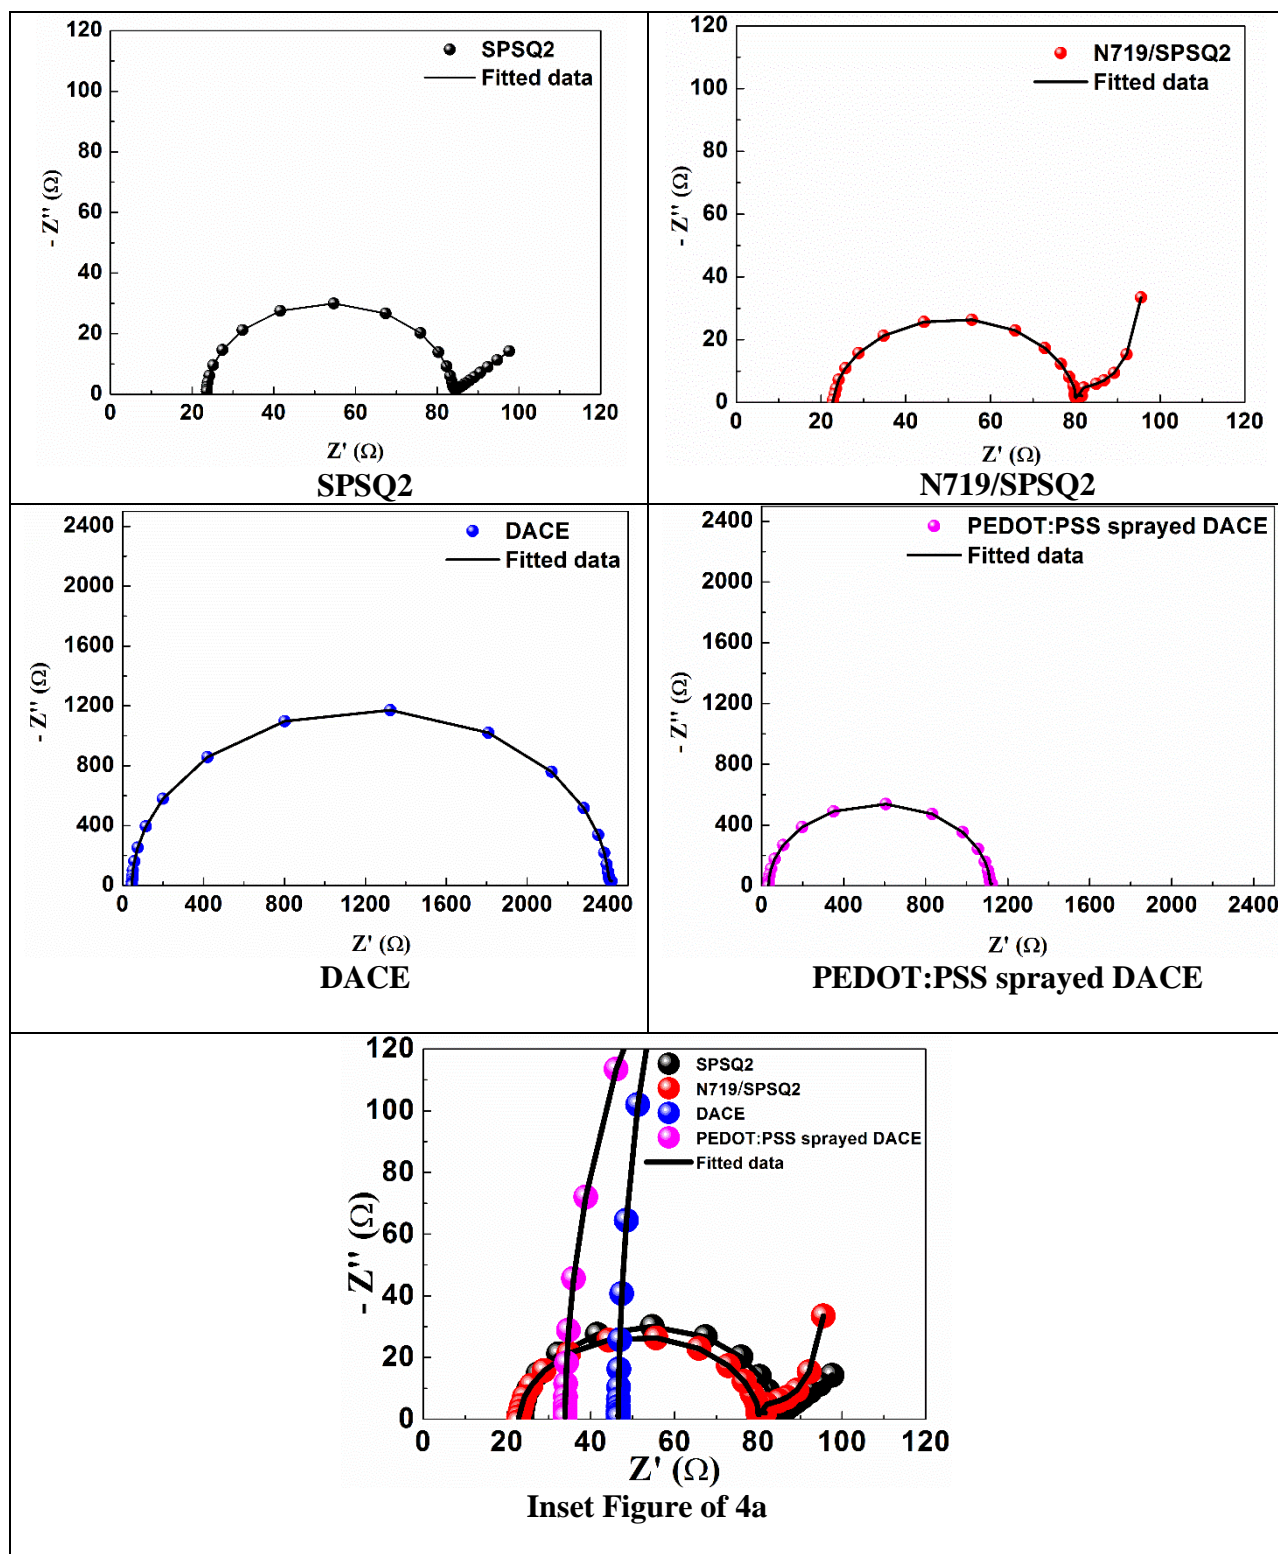 120
100
80
60
40
20
0
- Z'' (Ω)
SPSQ2
Fitted data
0 20 40 60 80 100 120
Z' (Ω)
SPSQ2
120
100
80
60
40
20
0
- Z'' (Ω)
N719/SPSQ2
Fitted data
0 20 40 60 80 100 120
Z' (Ω)
N719/SPSQ2
2400
2000
1600
1200
800
400
0
- Z'' (Ω)
DACE
Fitted data
0 400 800 1200 1600 2000 2400
Z' (Ω)
DACE
2400
2000
1600
1200
800
400
0
- Z'' (Ω)
PEDOT:PSS sprayed DACE
Fitted data
0 400 800 1200 1600 2000 2400
Z' (Ω)
PEDOT:PSS sprayed DACE
120
100
80
60
40
20
0
- Z'' (Ω)
SPSQ2
N719/SPSQ2
DACE
PEDOT:PSS sprayed DACE
Fitted data
0 20 40 60 80 100 120
Z' (Ω)
Inset Figure of 4a